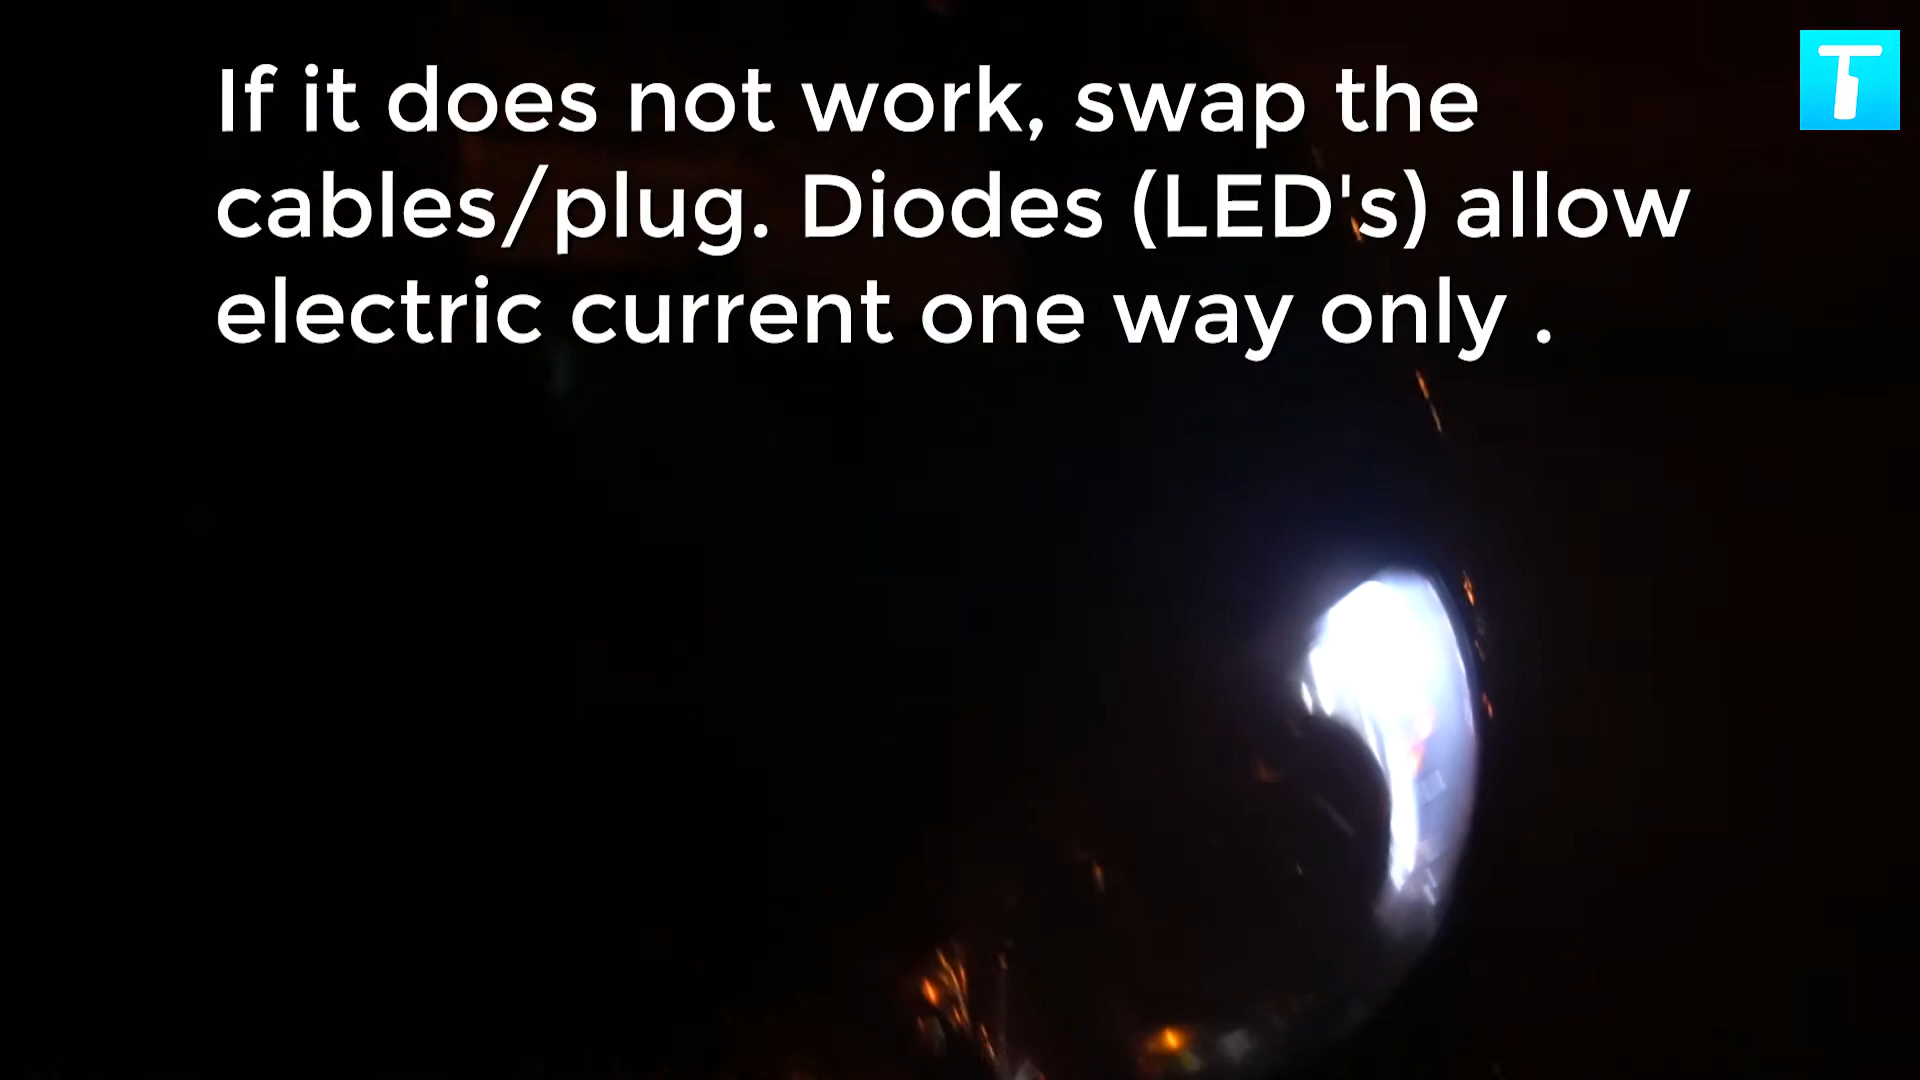 If it does not work, swap the
cables/plug. Diodes (LED's) allow
electric current one way only .
T